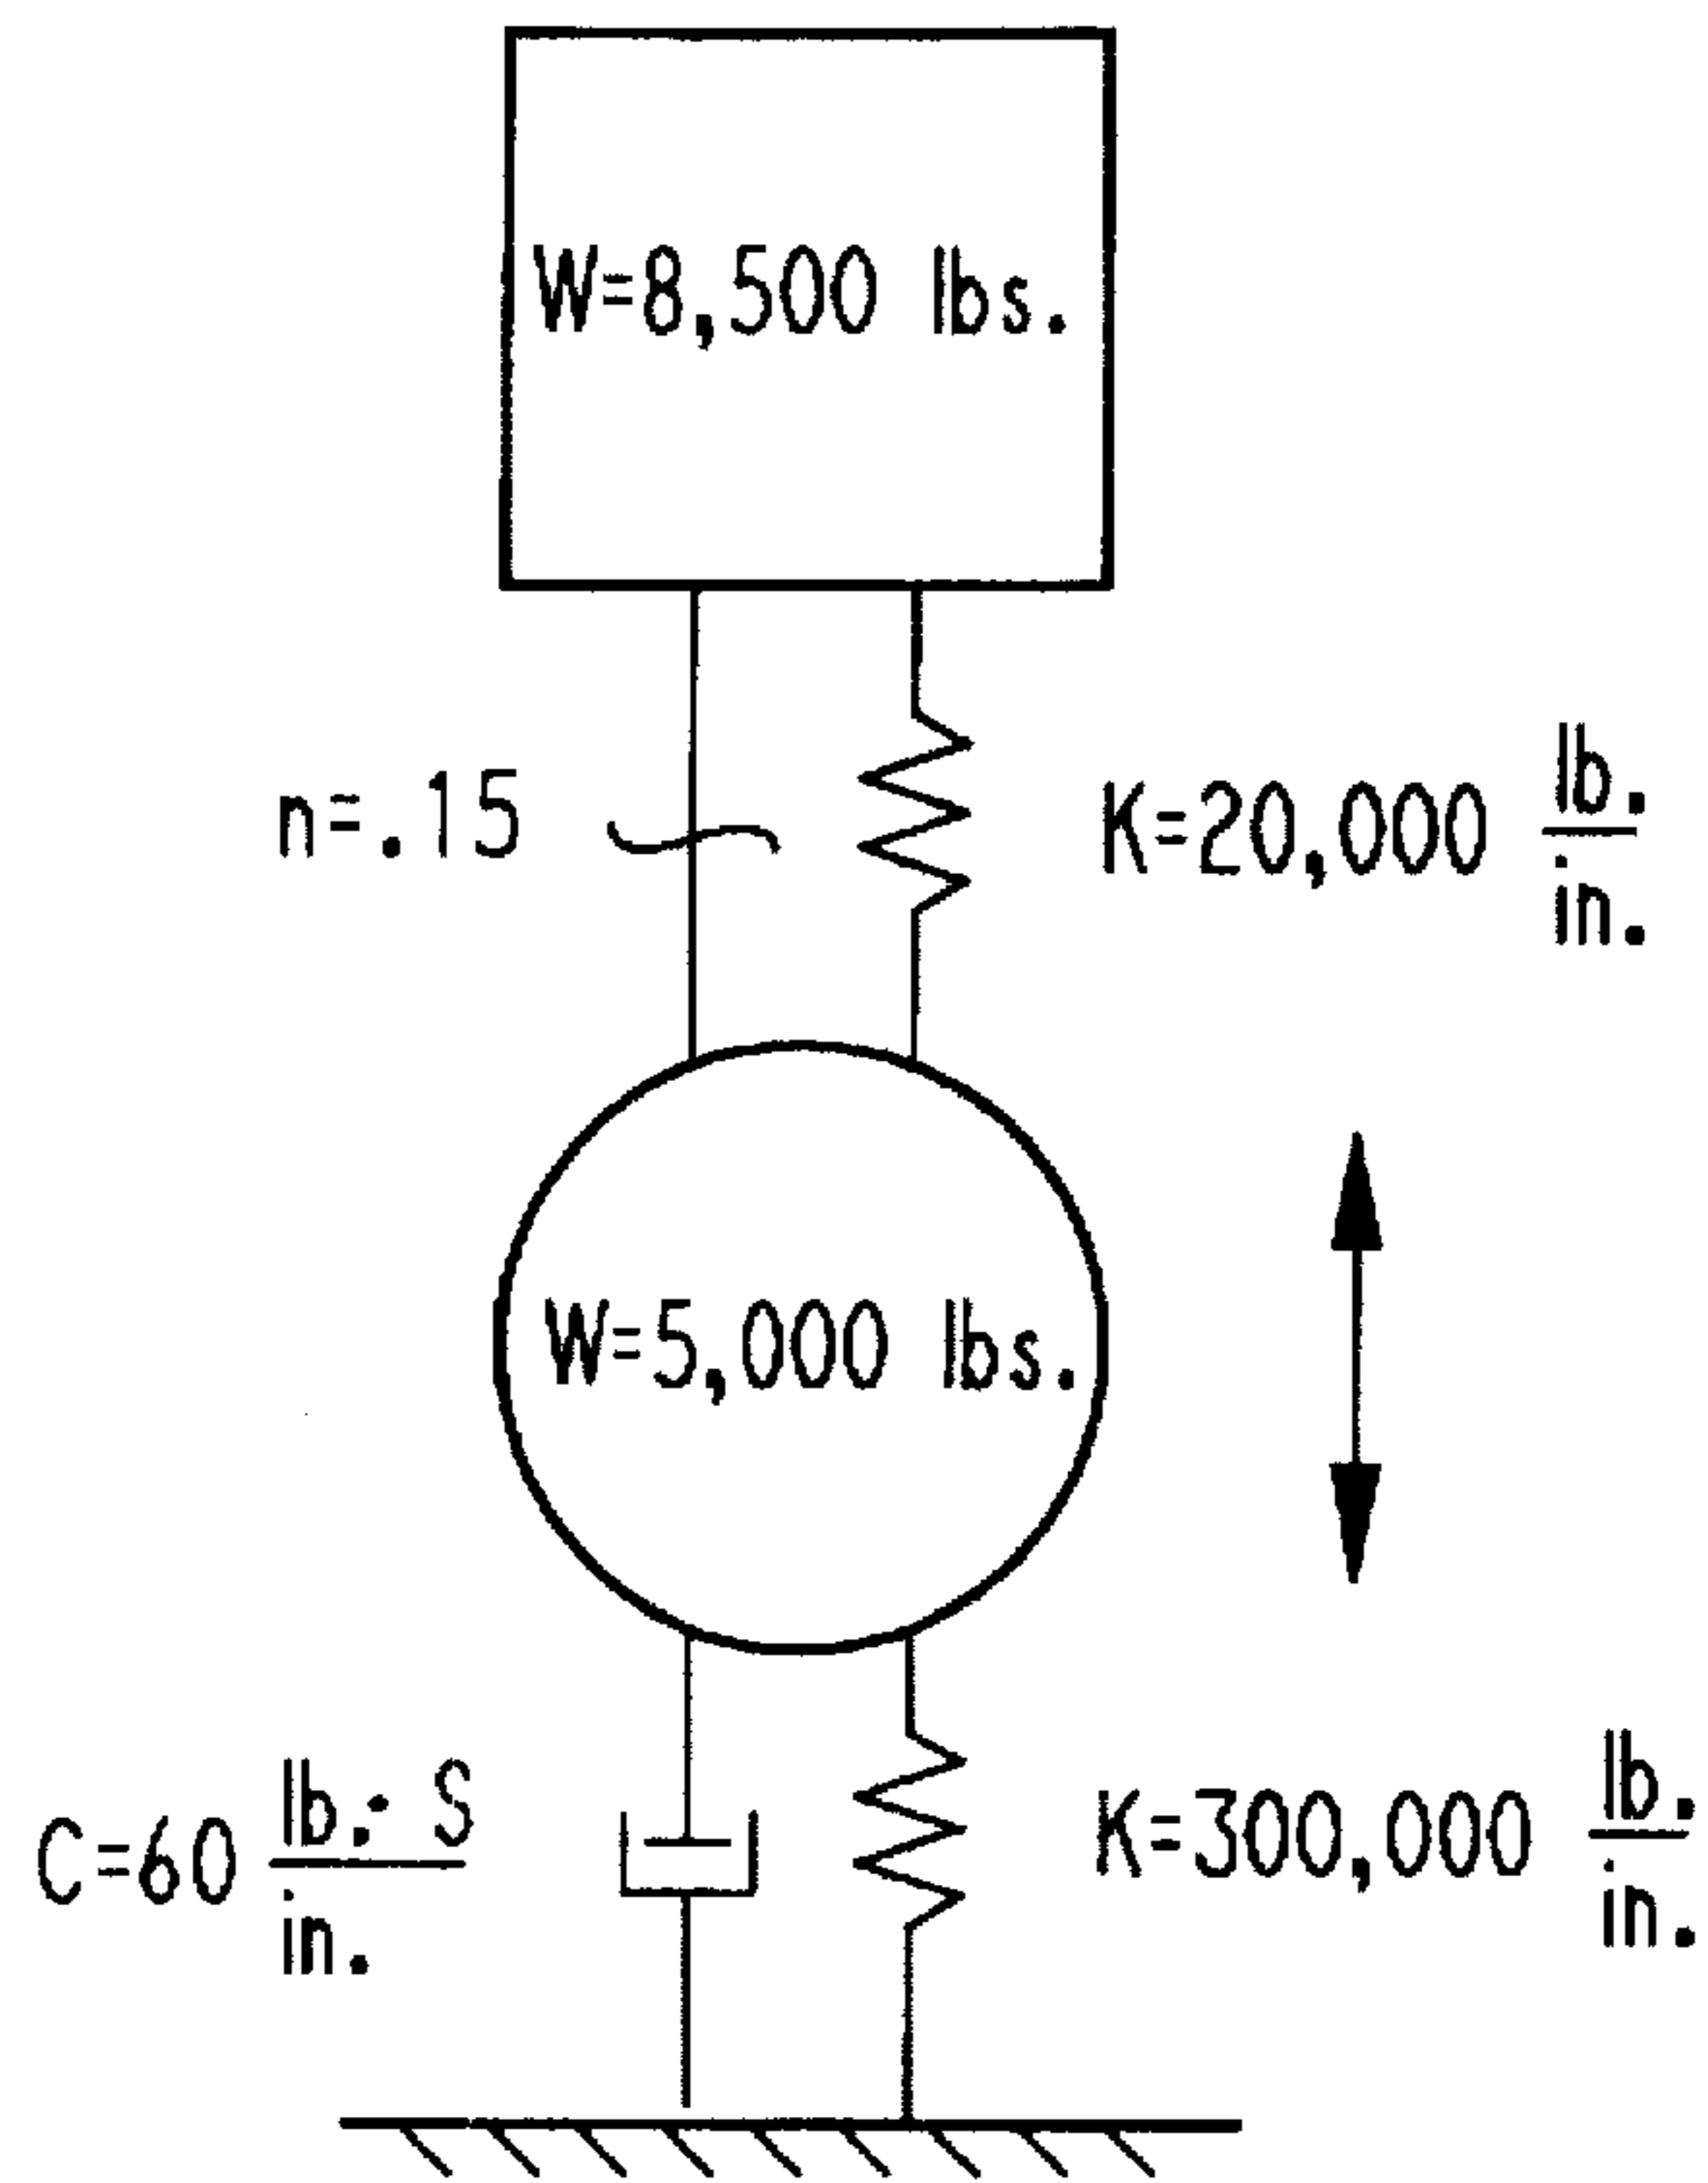 W=8,500 lbs.
n=.15
K=20,000 lb./in.
W=5,000 lbs.
C=60 lb.·S/in.
K=300,000 lb./in.